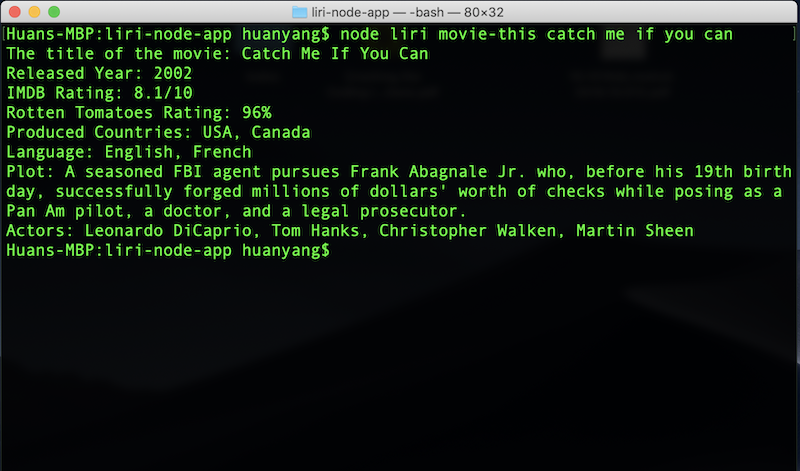 liri-node-app — -bash — 80×32
[Huans-MBP:liri-node-app huanyang$ node liri movie-this catch me if you can ]
The title of the movie: Catch Me If You Can
Released Year: 2002
IMDB Rating: 8.1/10
Rotten Tomatoes Rating: 96%
Produced Countries: USA, Canada
Language: English, French
Plot: A seasoned FBI agent pursues Frank Abagnale Jr. who, before his 19th birth
day, successfully forged millions of dollars' worth of checks while posing as a
Pan Am pilot, a doctor, and a legal prosecutor.
Actors: Leonardo DiCaprio, Tom Hanks, Christopher Walken, Martin Sheen
Huans-MBP:liri-node-app huanyang$